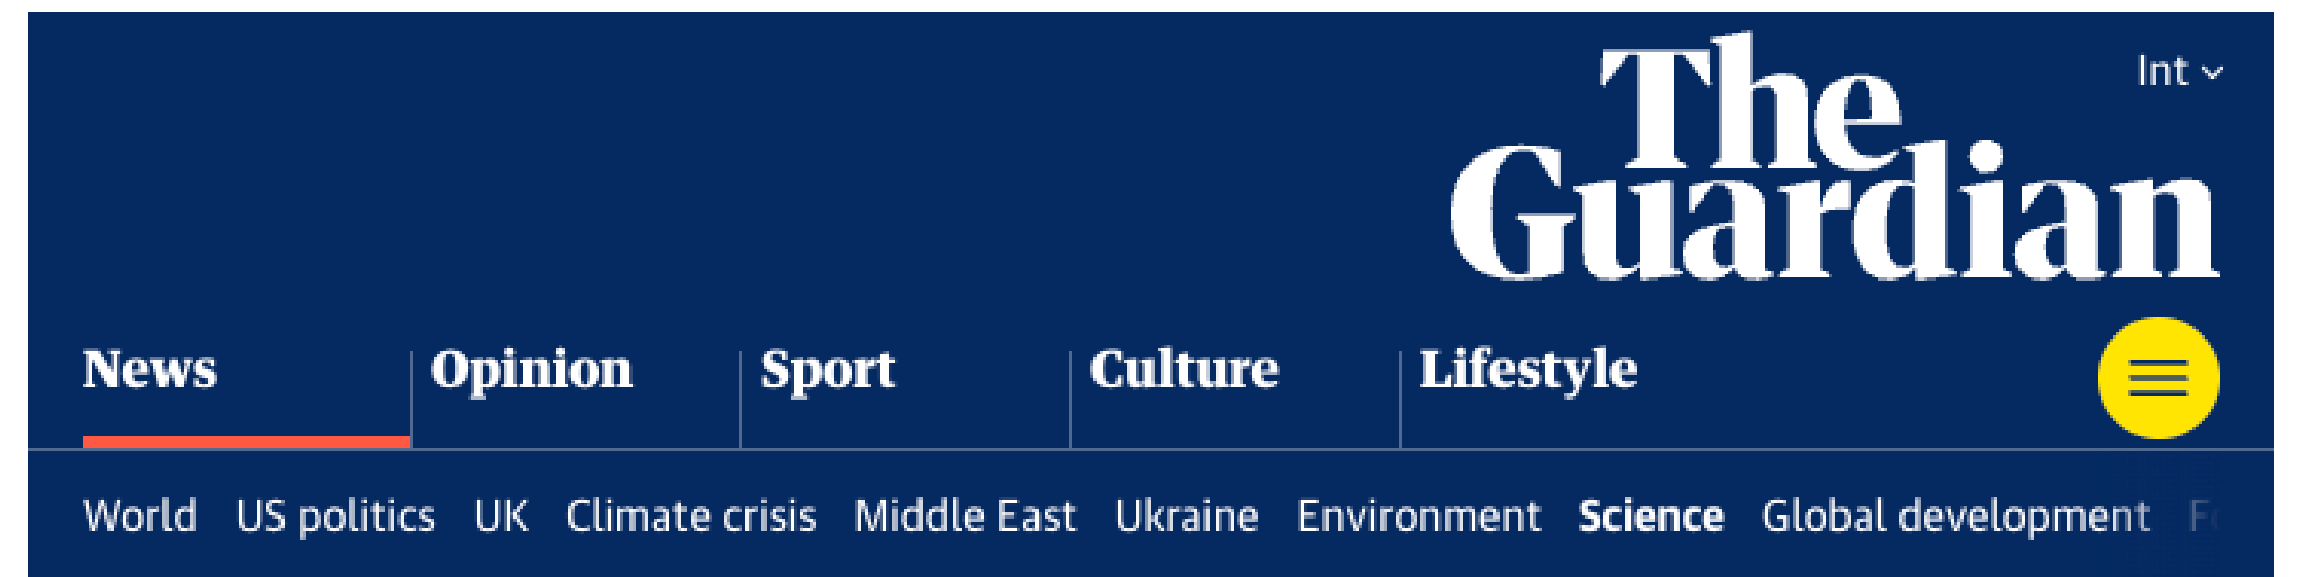 The
Guardian
Int
News Opinion Sport Culture Lifestyle
World US politics UK Climate crisis Middle East Ukraine Environment Science Global development